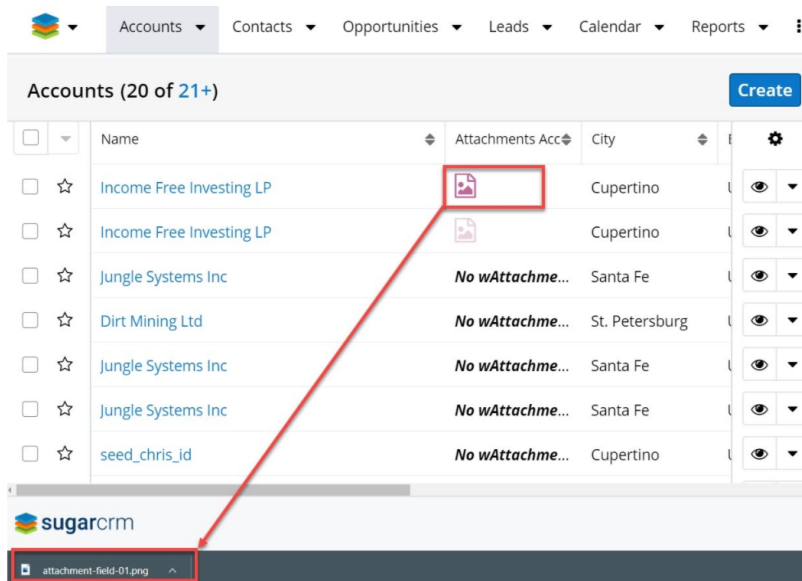 Accounts Contacts Opportunities Leads Calendar Reports
Accounts (20 of 21+) Create
Name Attachments Acc City
Income Free Investing LP Cupertino
Income Free Investing LP Cupertino
Jungle Systems Inc No wAttachme... Santa Fe
Dirt Mining Ltd No wAttachme... St. Petersburg
Jungle Systems Inc No wAttachme... Santa Fe
Jungle Systems Inc No wAttachme... Santa Fe
seed_chris_id No wAttachme... Cupertino
sugarcrm
attachment-field-01.png